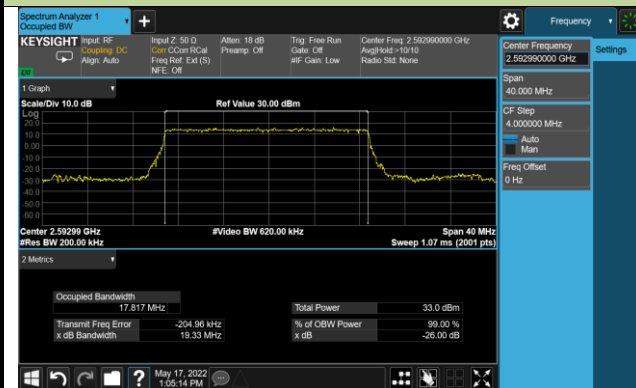 Spectrum Analyzer 1
Occupied BW
Frequency
KEYSIGHT
Input: RF
Coupling: DC
Align: Auto
Input Z: 50 Ω
Corr CCorr RCal
Freq Ref: Ext (S)
NFE: Off
Atten: 18 dB
Preamp: Off
Trig: Free Run
Gate: Off
#IF Gain: Low
Center Freq: 2.592990000 GHz
Avg|Hold:>10/10
Radio Std: None
Center Frequency
2.592990000 GHz
Settings
Span
40.000 MHz
CF Step
4.000000 MHz
Auto
Man
Freq Offset
0 Hz
1 Graph
Scale/Div 10.0 dB
Ref Value 30.00 dBm
Log
20.0
10.0
0.00
-10.0
-20.0
-30.0
-40.0
-50.0
-60.0
Center 2.59299 GHz
#Video BW 620.00 kHz
Span 40 MHz
#Res BW 200.00 kHz
Sweep 1.07 ms (2001 pts)
2 Metrics
Occupied Bandwidth
17.817 MHz
Total Power
33.0 dBm
Transmit Freq Error
-204.96 kHz
% of OBW Power
99.00 %
x dB Bandwidth
19.33 MHz
x dB
-26.00 dB
?
May 17, 2022
1:05:14 PM